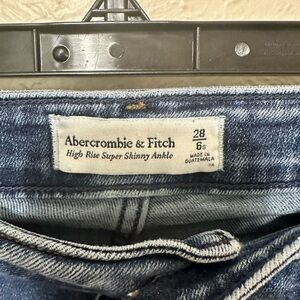 Abercrombie & Fitch
High Rise Super Skinny Ankle
28
6s
MADE IN
GUATEMALA